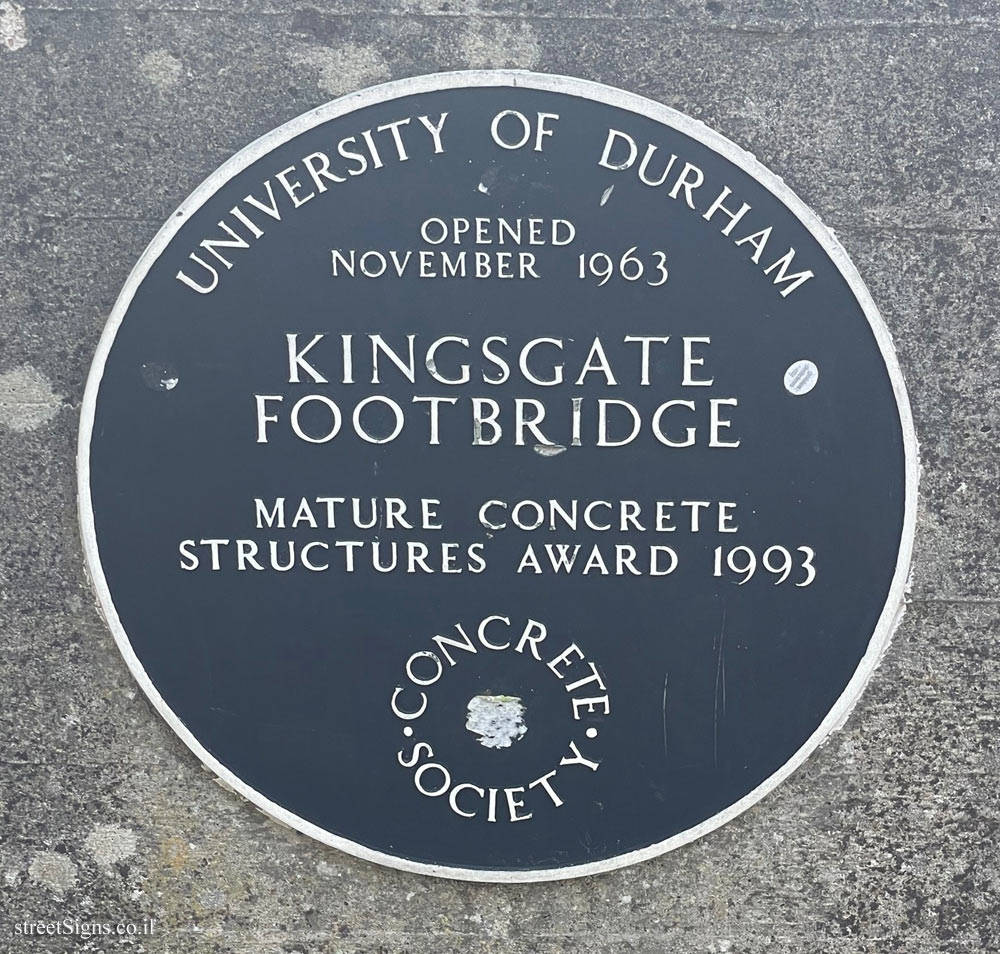 UNIVERSITY OF DURHAM
OPENED
NOVEMBER 1963
KINGSGATE
FOOTBRIDGE
MATURE CONCRETE
STRUCTURES AWARD 1993
CONCRETE
·SOCIETY·
streetSigns.co.il